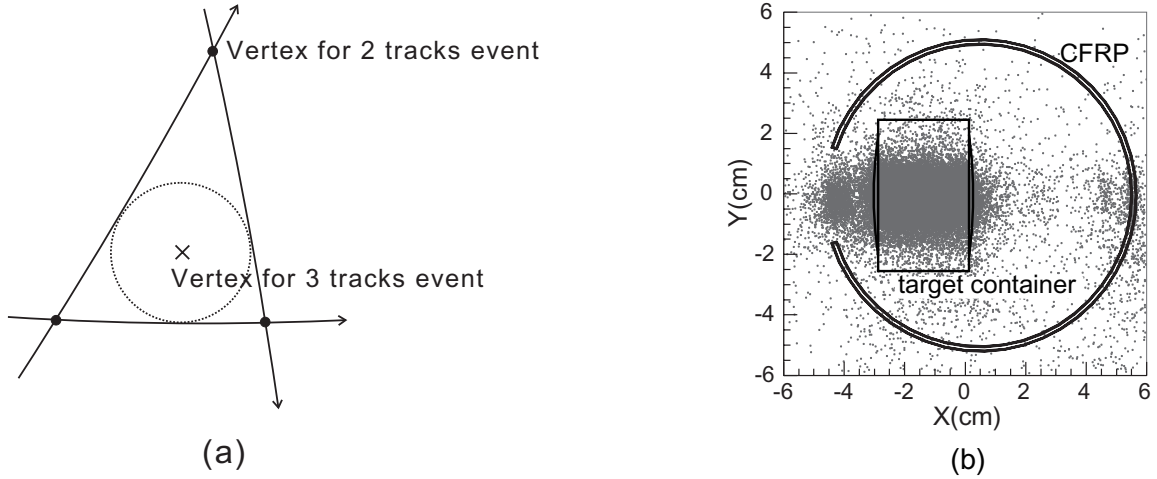 Vertex for 2 tracks event
Vertex for 3 tracks event
(a)
6
4
2
0
-2
-4
-6
Y(cm)
CFRP
target container
-6 -4 -2 0 2 4 6
X(cm)
(b)